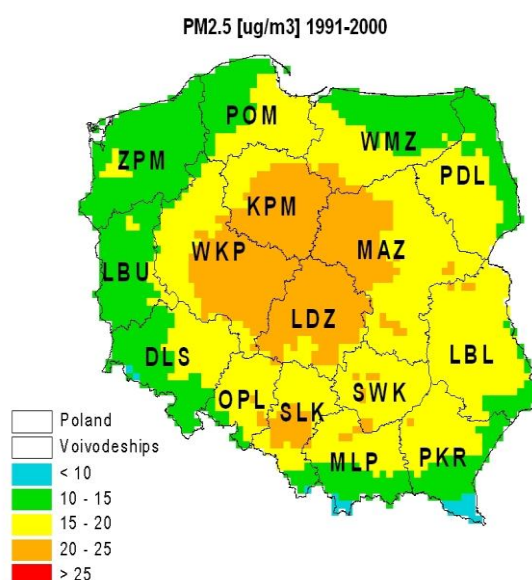 PM2.5 [ug/m3] 1991-2000
POM
WMZ
ZPM
PDL
KPM
WKP
MAZ
LBU
LDZ
DLS
LBL
OPL
SWK
SLK
MLP
PKR
Poland
Voivodeships
< 10
10 - 15
15 - 20
20 - 25
> 25